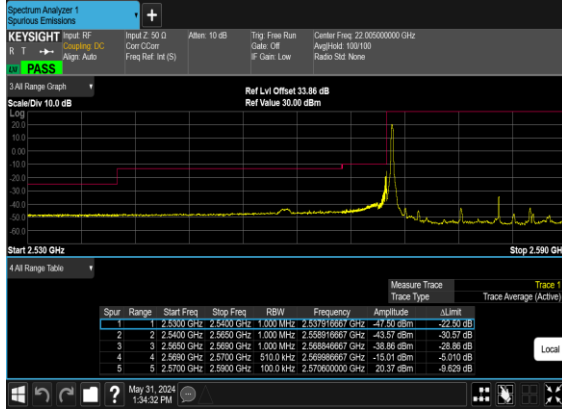 Spectrum Analyzer 1
Spurious Emissions
KEYSIGHT Input: RF Input Z: 50 Ω Atten: 10 dB Trig: Free Run Center Freq: 22.005000000 GHz
R T Coupling: DC Corr CCorr Gate: Off Avg|Hold: 100/100
Align: Auto Freq Ref: Int (S) IF Gain: Low Radio Std: None
PASS
3 All Range Graph
Ref Lvl Offset 33.86 dB
Scale/Div 10.0 dB Ref Value 30.00 dBm
Log
20.0
10.0
0.00
-10.0
-20.0
-30.0
-40.0
-50.0
-60.0
Start 2.530 GHz Stop 2.590 GH
4 All Range Table
Measure Trace Trace 1
Trace Type Trace Average (Active)
Spur Range Start Freq Stop Freq RBW Frequency Amplitude ΔLimit
1 1 2.5300 GHz 2.5400 GHz 1.000 MHz 2.537916667 GHz -47.50 dBm -22.50 dB
2 2 2.5400 GHz 2.5650 GHz 1.000 MHz 2.558916667 GHz -43.57 dBm -30.57 dB
3 3 2.5650 GHz 2.5690 GHz 1.000 MHz 2.568846667 GHz -38.86 dBm -28.86 dB
4 4 2.5690 GHz 2.5700 GHz 510.0 kHz 2.569986667 GHz -15.01 dBm -5.010 dB
5 5 2.5700 GHz 2.5900 GHz 100.0 kHz 2.570600000 GHz 20.37 dBm -9.629 dB
Local
May 31, 2024
1:34:32 PM